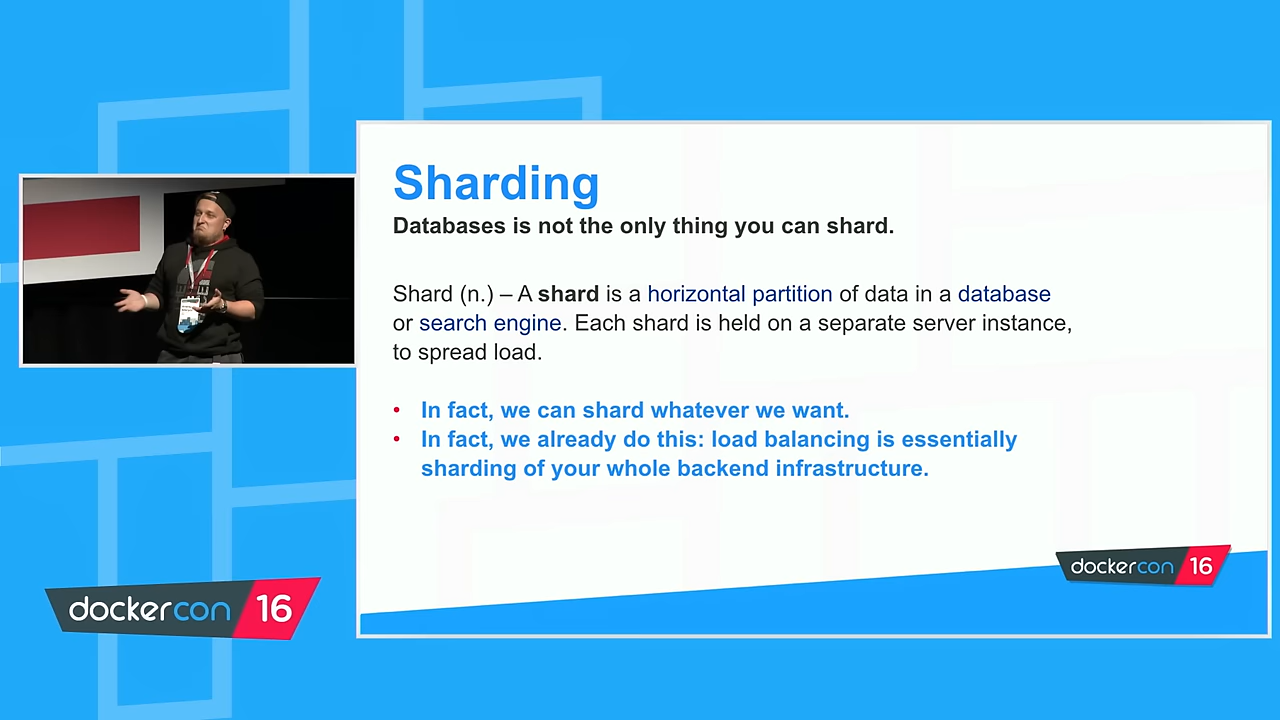 Sharding
Databases is not the only thing you can shard.
Shard (n.) – A shard is a horizontal partition of data in a database
or search engine. Each shard is held on a separate server instance,
to spread load.
• In fact, we can shard whatever we want.
• In fact, we already do this: load balancing is essentially
sharding of your whole backend infrastructure.
dockercon 16
dockercon 16